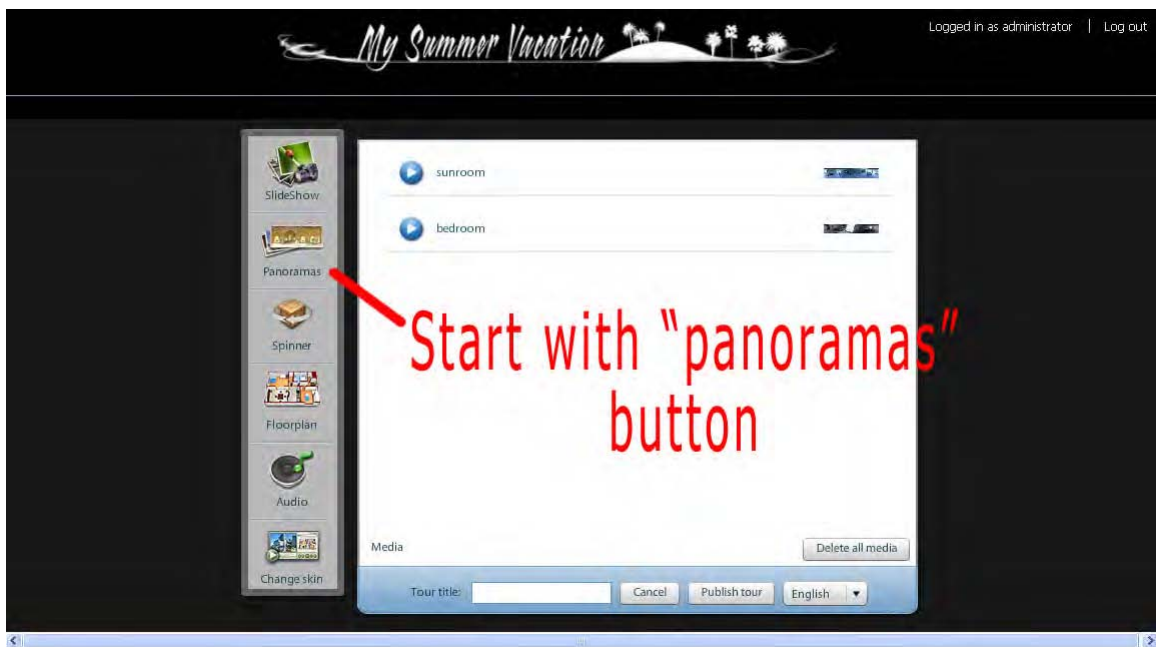 My Summer Vacation
Logged in as administrator | Log out
SlideShow
Panoramas
Spinner
Floorplan
Audio
Change skin
sunroom
bedroom
Start with "panoramas"
button
Media
Delete all media
Tour title:
Cancel
Publish tour
English